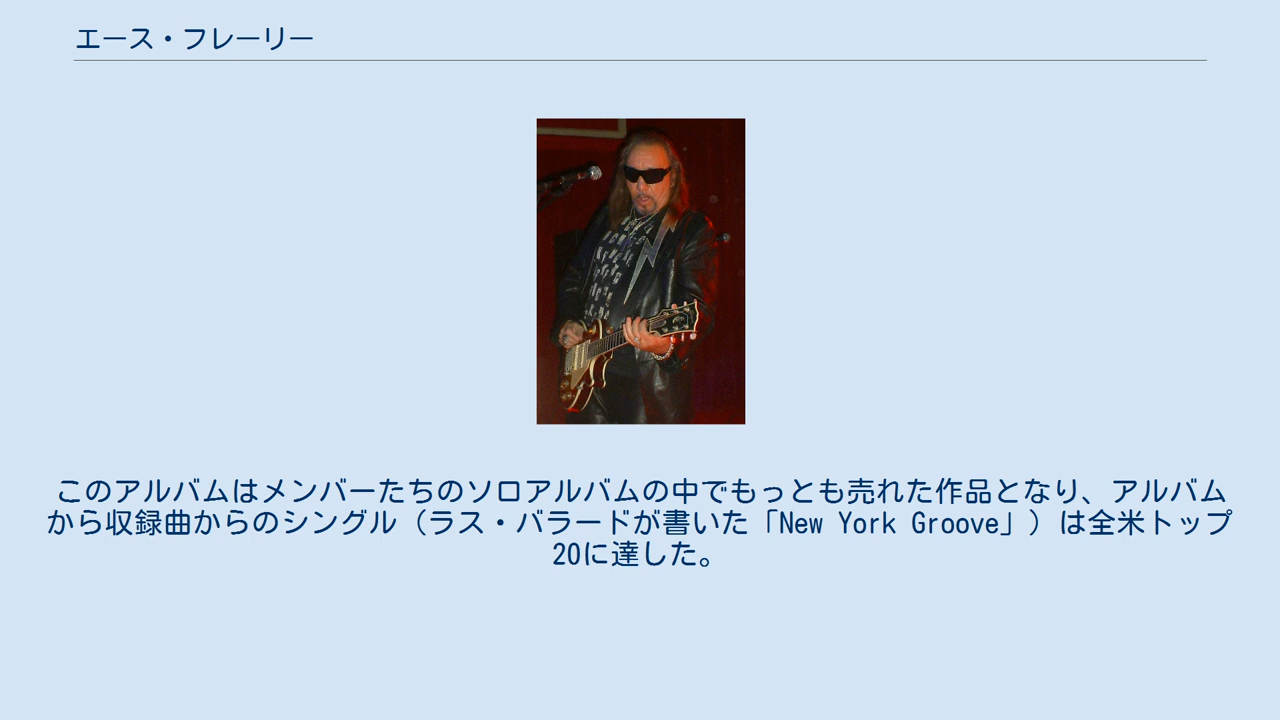 エース・フレーリー
このアルバムはメンバーたちのソロアルバムの中でもっとも売れた作品となり、アルバム
から収録曲からのシングル（ラス・バラードが書いた「New York Groove」）は全米トップ
20に達した。